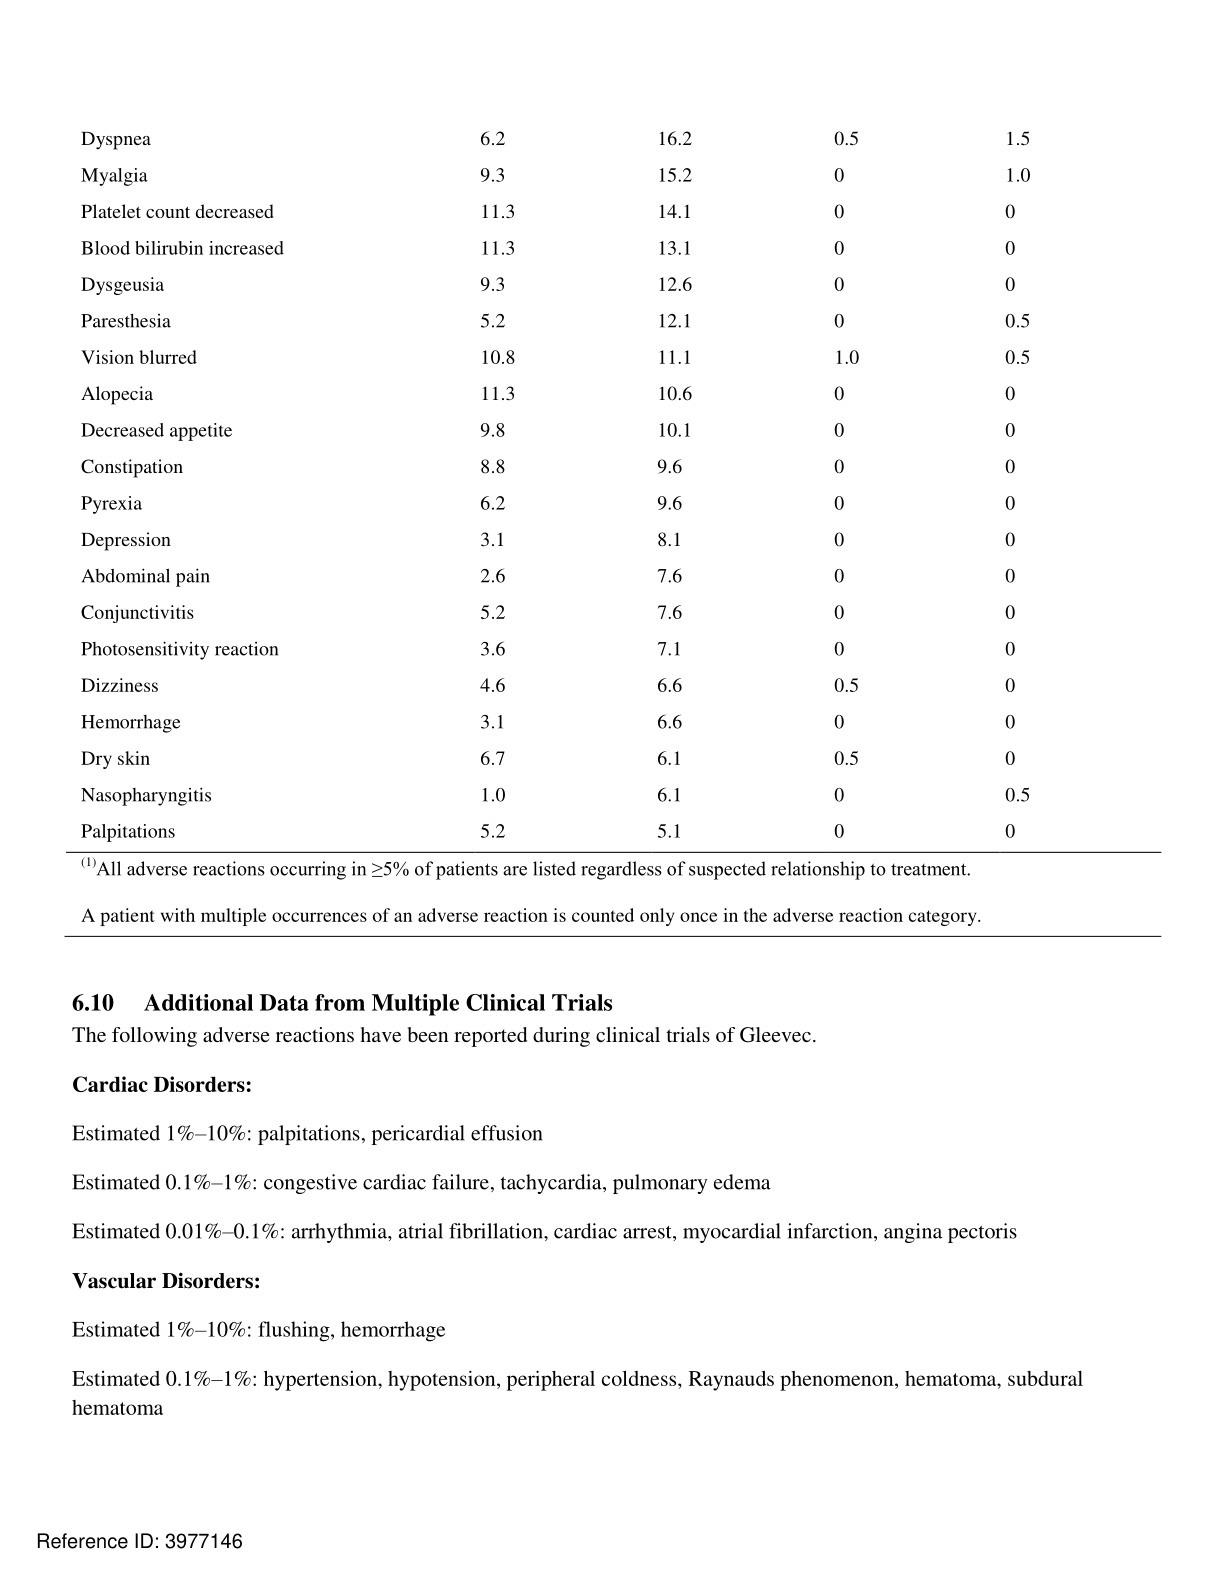 Dyspnea 6.2 16.2 0.5 1.5
Myalgia 9.3 15.2 0 1.0
Platelet count decreased 11.3 14.1 0 0
Blood bilirubin increased 11.3 13.1 0 0
Dysgeusia 9.3 12.6 0 0
Paresthesia 5.2 12.1 0 0.5
Vision blurred 10.8 11.1 1.0 0.5
Alopecia 11.3 10.6 0 0
Decreased appetite 9.8 10.1 0 0
Constipation 8.8 9.6 0 0
Pyrexia 6.2 9.6 0 0
Depression 3.1 8.1 0 0
Abdominal pain 2.6 7.6 0 0
Conjunctivitis 5.2 7.6 0 0
Photosensitivity reaction 3.6 7.1 0 0
Dizziness 4.6 6.6 0.5 0
Hemorrhage 3.1 6.6 0 0
Dry skin 6.7 6.1 0.5 0
Nasopharyngitis 1.0 6.1 0 0.5
Palpitations 5.2 5.1 0 0
(1)All adverse reactions occurring in ≥5% of patients are listed regardless of suspected relationship to treatment.
A patient with multiple occurrences of an adverse reaction is counted only once in the adverse reaction category.
6.10 Additional Data from Multiple Clinical Trials
The following adverse reactions have been reported during clinical trials of Gleevec.
Cardiac Disorders:
Estimated 1%–10%: palpitations, pericardial effusion
Estimated 0.1%–1%: congestive cardiac failure, tachycardia, pulmonary edema
Estimated 0.01%–0.1%: arrhythmia, atrial fibrillation, cardiac arrest, myocardial infarction, angina pectoris
Vascular Disorders:
Estimated 1%–10%: flushing, hemorrhage
Estimated 0.1%–1%: hypertension, hypotension, peripheral coldness, Raynauds phenomenon, hematoma, subdural
hematoma
Reference ID: 3977146